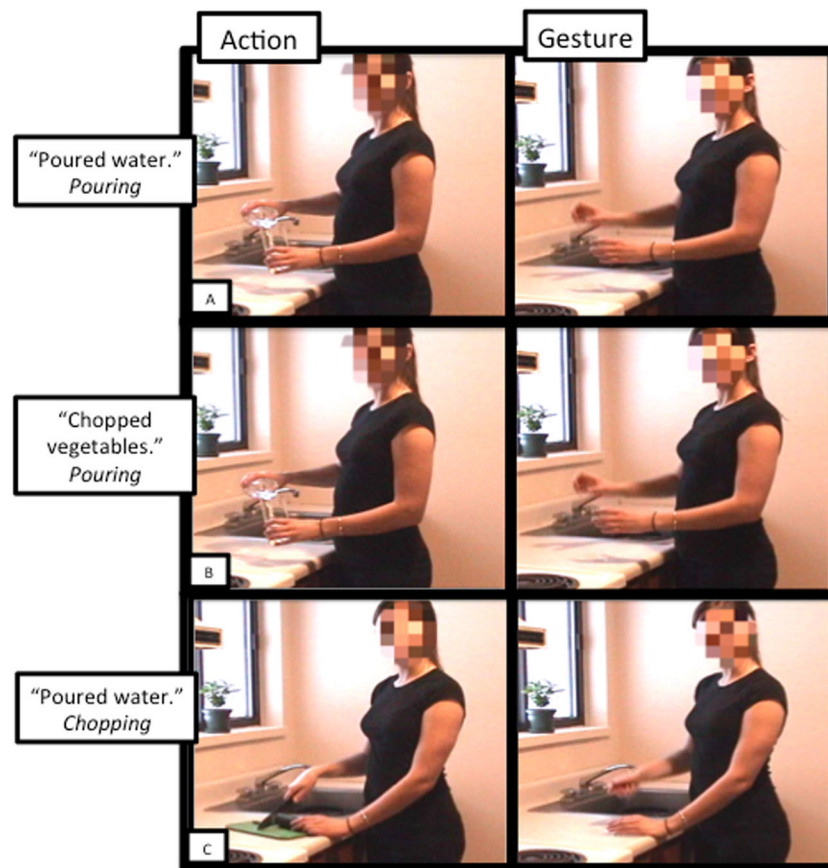 Action
Gesture
“Poured water.”
Pouring
A
“Chopped
vegetables.”
Pouring
B
“Poured water.”
Chopping
C